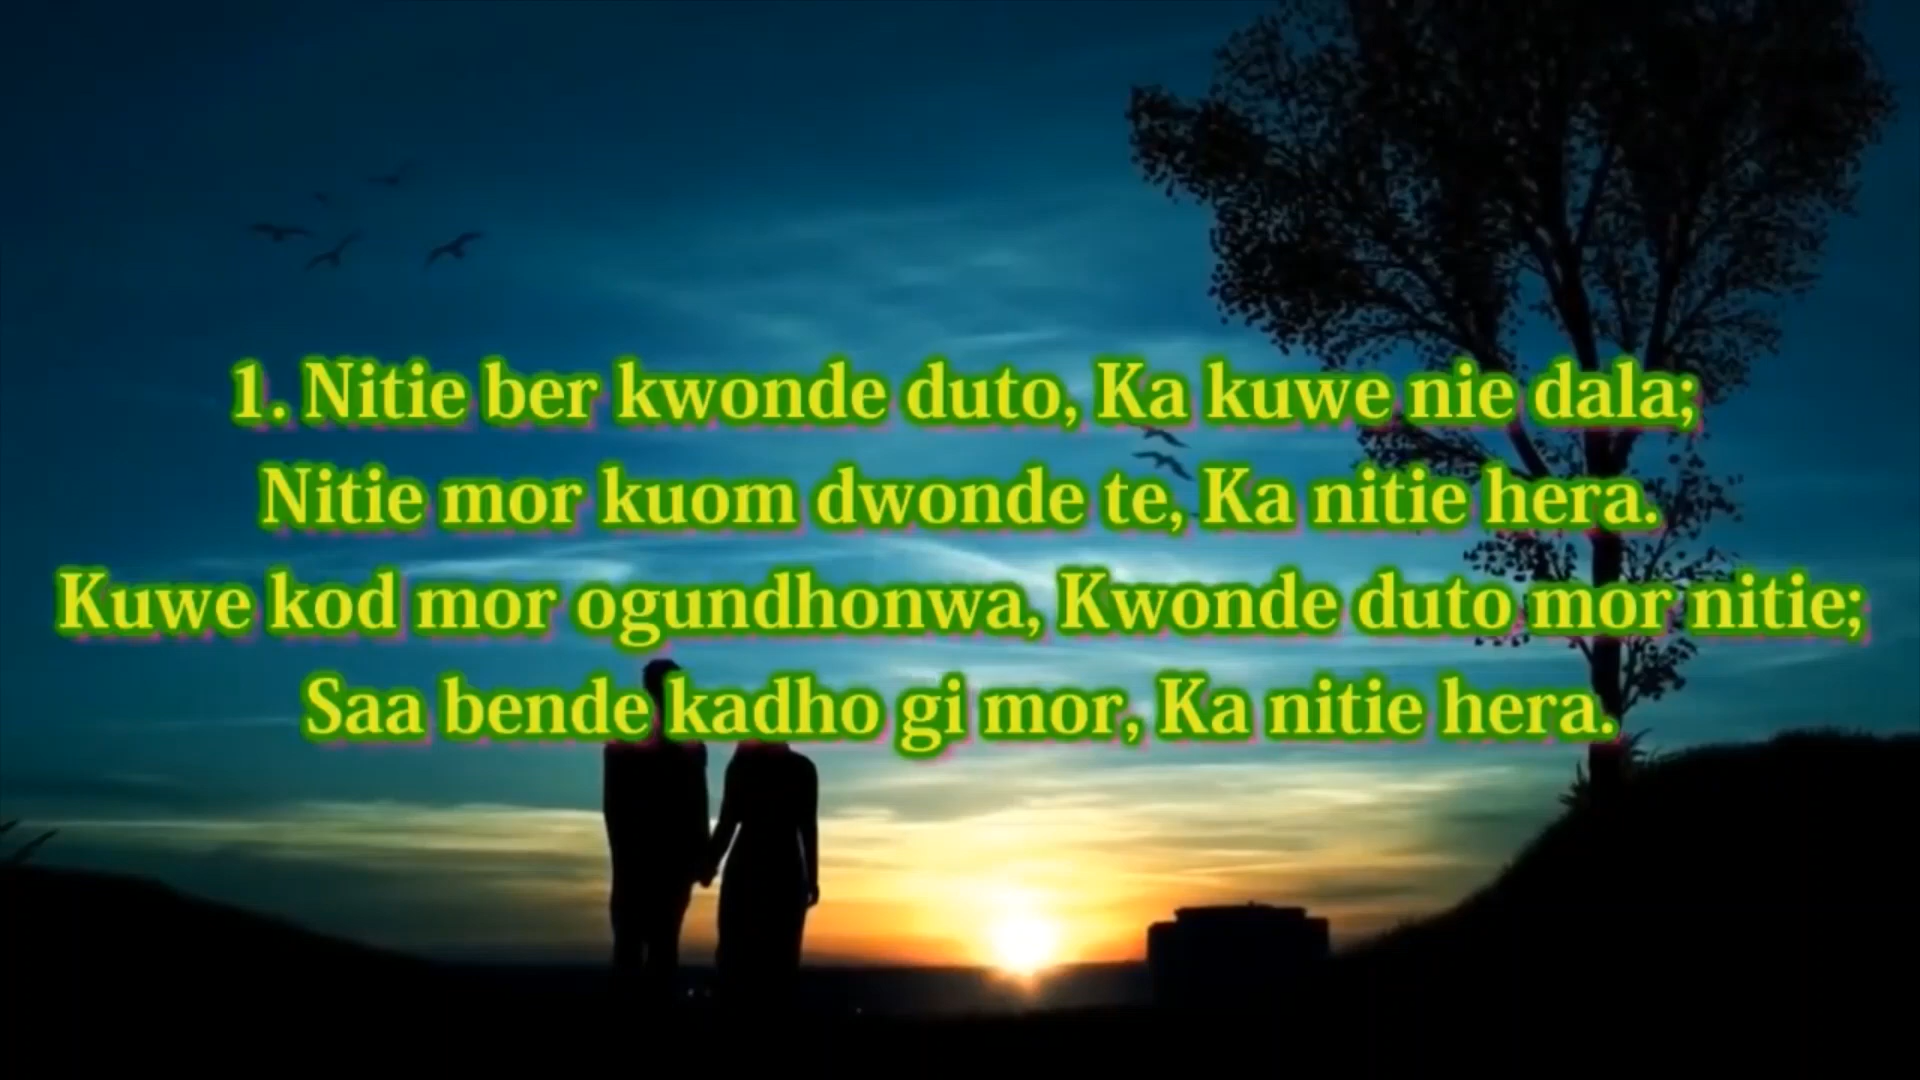 1. Nitie ber kwonde duto, Ka kuwe nie dala;
Nitie mor kuom dwonde te, Ka nitie hera.
Kuwe kod mor ogundhonwa, Kwonde duto mor nitie;
Saa bende kadho gi mor, Ka nitie hera.